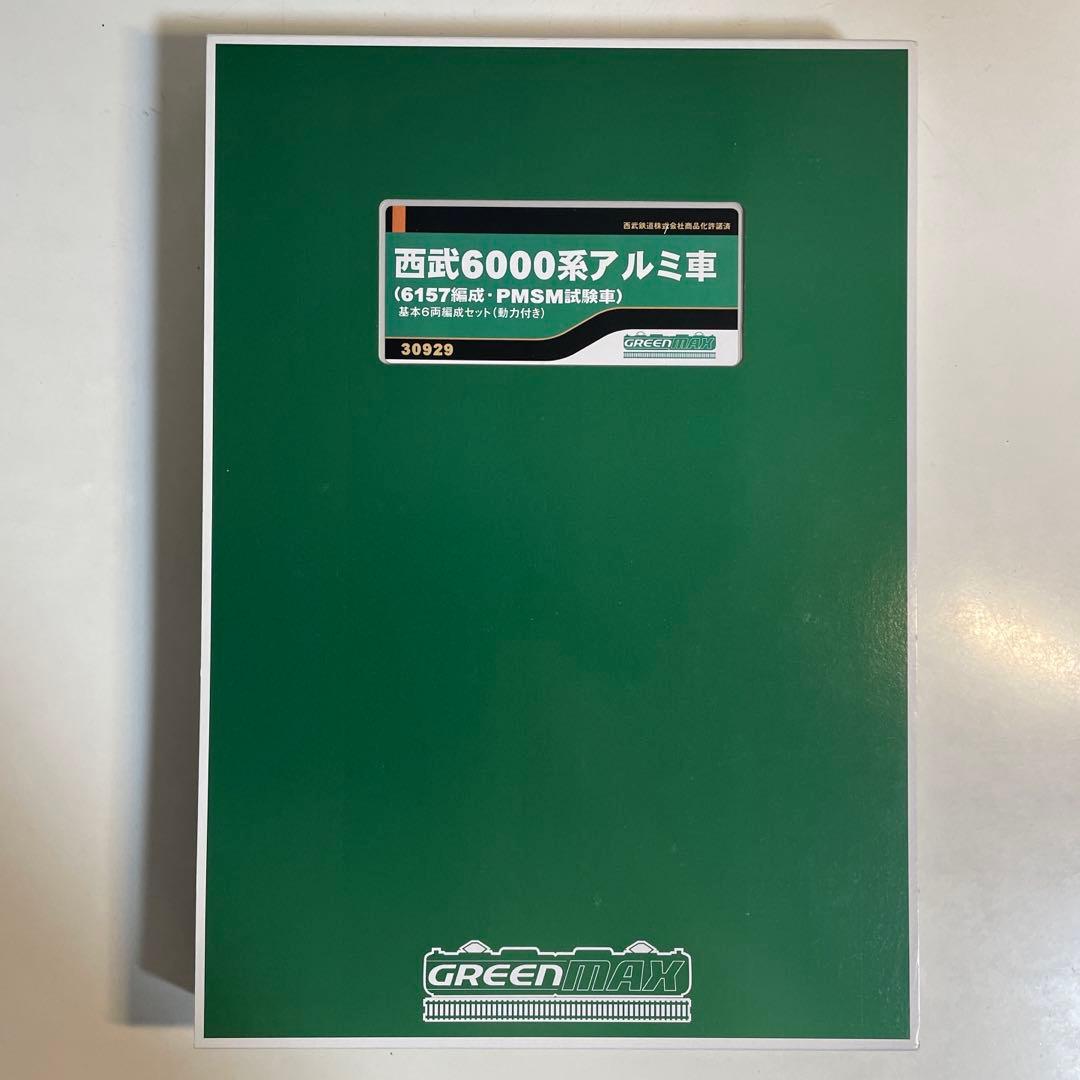 西武鉄道株式会社商品化許諾済
西武6000系アルミ車
(6157編成・PMSM試験車)
基本6両編成セット(動力付き)
30929
GREENMAX
GREENMAX